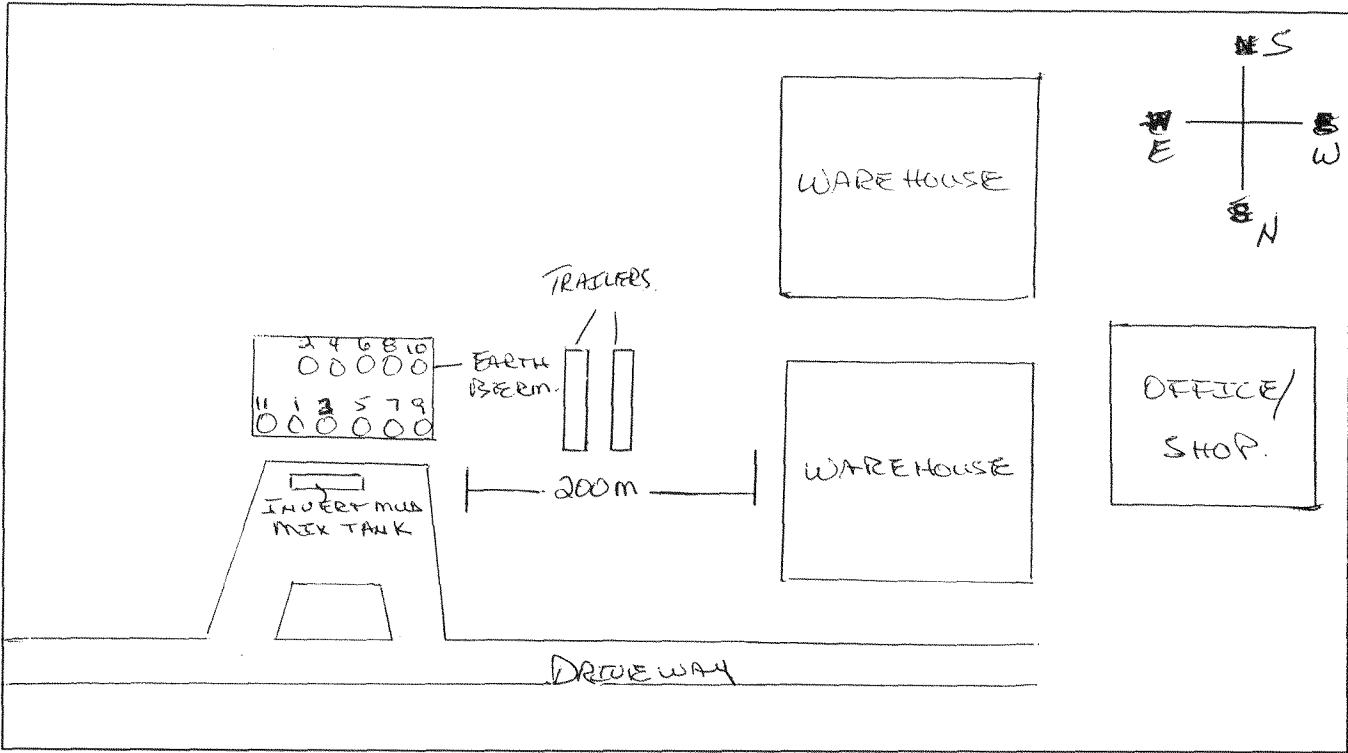 S
E
W
N
WAREHOUSE
TRAILERS.
2 4 6 8 10
EARTH
BERM.
11 1 3 5 7 9
OFFICE/
SHOP.
WAREHOUSE
200m
INVERT MUD
MIX TANK
DRIVEWAY